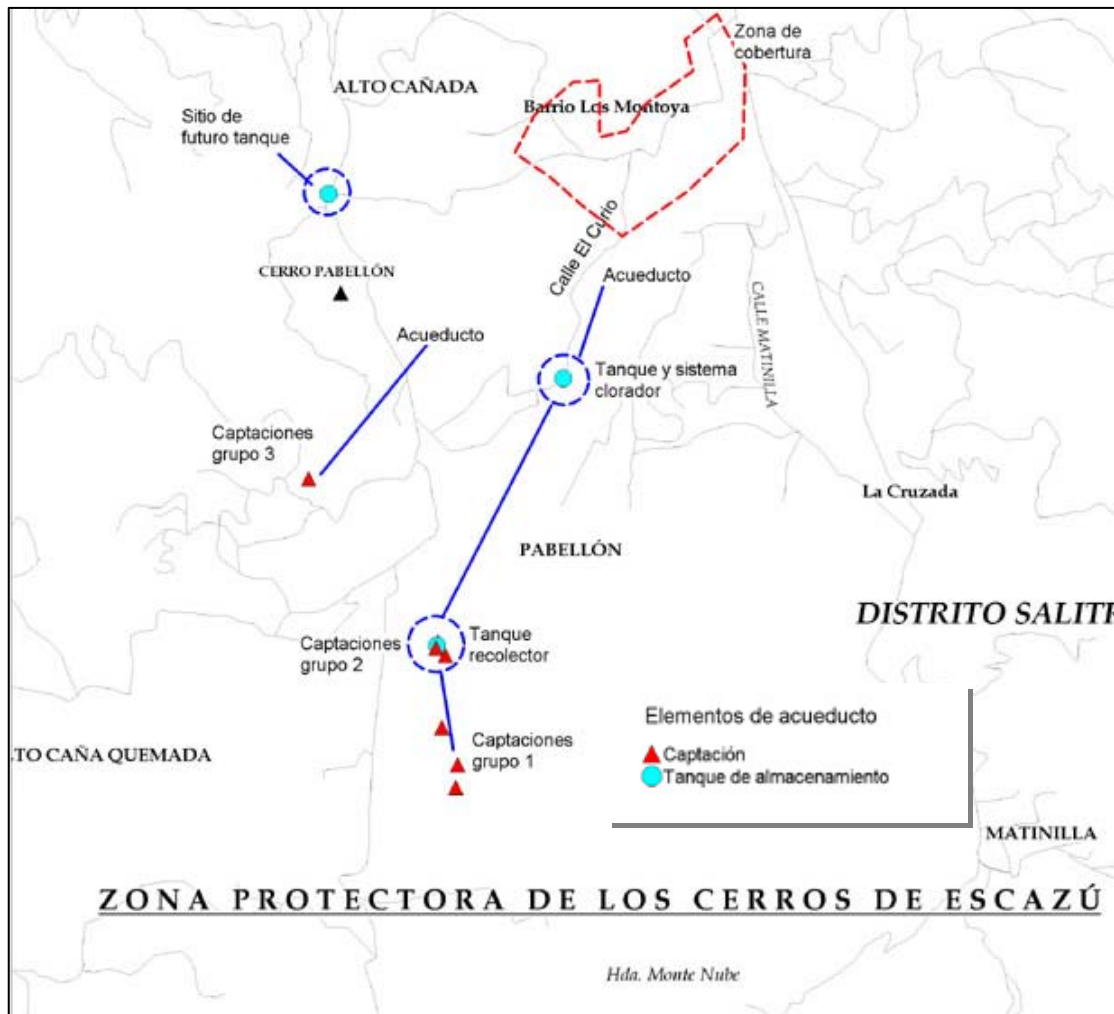 Zona de
cobertura
ALTO CAÑADA
Barrio Los Montoya
Sitio de
futuro tanque
Calle El Curio
CERRO PABELLÓN
Acueducto
Acueducto
CALLE MATINILLA
Tanque y sistema
clorador
Captaciones
grupo 3
La Cruzada
PABELLÓN
DISTRITO SALITR
Captaciones
grupo 2
Tanque
recolector
Elementos de acueducto
Captación
Tanque de almacenamiento
LTO CAÑA QUEMADA
Captaciones
grupo 1
MATINILLA
ZONA PROTECTORA DE LOS CERROS DE ESCAZÚ
Hda. Monte Nube